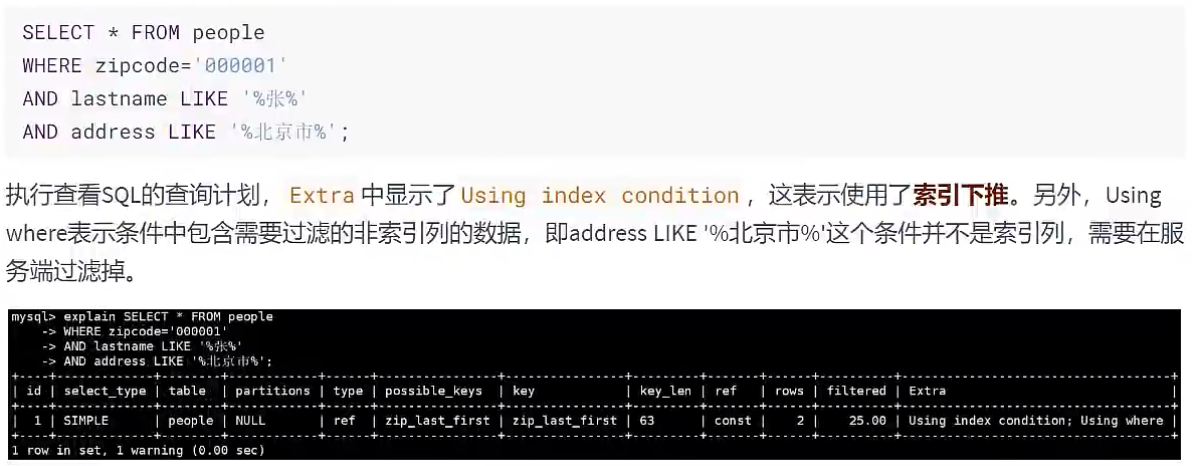 SELECT * FROM people
WHERE zipcode='000001'
AND lastname LIKE '%张%'
AND address LIKE '%北京市%';
执行查看SQL的查询计划， Extra 中显示了 Using index condition ，这表示使用了索引下推。另外，Using
where表示条件中包含需要过滤的非索引列的数据，即address LIKE '%北京市%'这个条件并不是索引列，需要在服
务端过滤掉。
mysql> explain SELECT * FROM people
-> WHERE zipcode='000001'
-> AND lastname LIKE '%张%'
-> AND address LIKE '%北京市%';
| id | select_type | table | partitions | type | possible_keys | key | key_len | ref | rows | filtered | Extra |
| 1 | SIMPLE | people | NULL | ref | zip_last_first | zip_last_first | 63 | const | 2 | 25.00 | Using index condition; Using where |
1 row in set, 1 warning (0.00 sec)